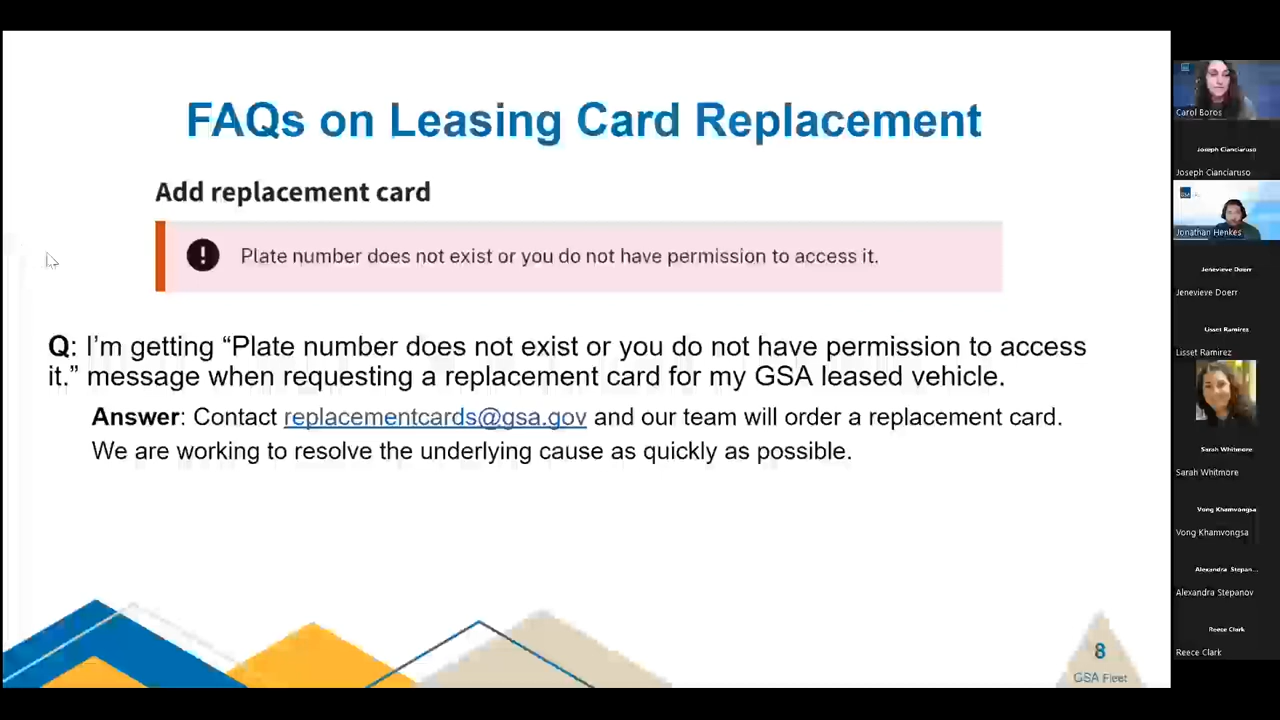 FAQs on Leasing Card Replacement
Add replacement card
! Plate number does not exist or you do not have permission to access it.
Q: I’m getting “Plate number does not exist or you do not have permission to access
it.” message when requesting a replacement card for my GSA leased vehicle.
Answer: Contact replacementcards@gsa.gov and our team will order a replacement card.
We are working to resolve the underlying cause as quickly as possible.
8
GSA Fleet
Carol Boros
Joseph Cianciaruso
Joseph Cianciaruso
Jonathan Henkes
Jenevieve Doerr
Jenevieve Doerr
Lisset Ramirez
Lisset Ramirez
Sarah Whitmore
Sarah Whitmore
Vong Khamvongsa
Vong Khamvongsa
Alexandra Stepan...
Alexandra Stepanov
Reece Clark
Reece Clark